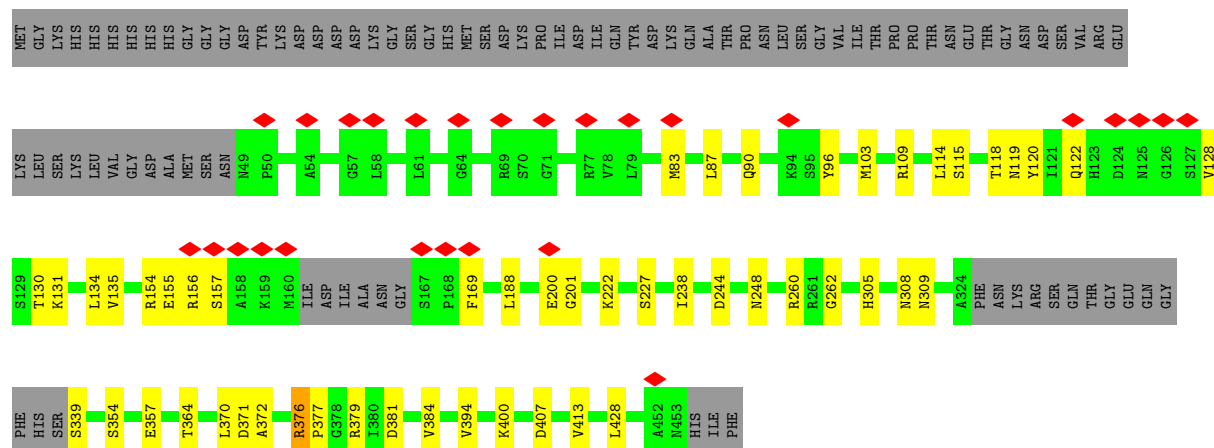 MET GLY LYS HIS HIS HIS HIS HIS HIS HIS GLY GLY GLY ASP TYR LYS ASP ASP ASP ASP LYS GLY SER GLY HIS MET SER ASP LYS PRO ILE ASP ILE GLN TYR ASP LYS GLN ALA THR PRO ASN LEU SER GLY VAL ILE THR PRO PRO THR ASN GLU THR GLY ASN ASP SER VAL ARG GLU
LYS LEU SER LYS LEU VAL GLY ASP ALA MET SER ASN N49 P50 A54 G57 L58 L61 G64 R69 S70 G71 R77 V78 L79 M83 L87 Q90 K94 S95 Y96 M103 R109 L114 S115 T118 N119 Y120 I121 Q122 H123 D124 N125 G126 S127 V128
S129 T130 K131 L134 V135 R154 E155 R156 S157 A158 K159 M160 ILE ASP ILE ALA ASN GLY S167 P168 F169 L188 E200 G201 K222 S227 I238 D244 N248 R260 R261 G262 H305 N308 N309 A324 PHE ASN LYS ARG SER GLN THR GLY GLU GLN GLY
PHE HIS SER S339 S354 E357 T364 L370 D371 A372 R376 P377 G378 R379 I380 D381 V384 V394 K400 D407 V413 L428 A452 N453 HIS ILE PHE